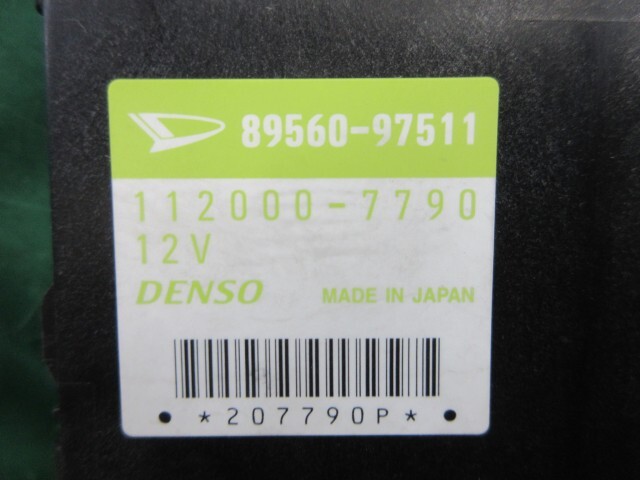 89560-97511
112000-7790
12V
DENSO MADE IN JAPAN
*207790P*